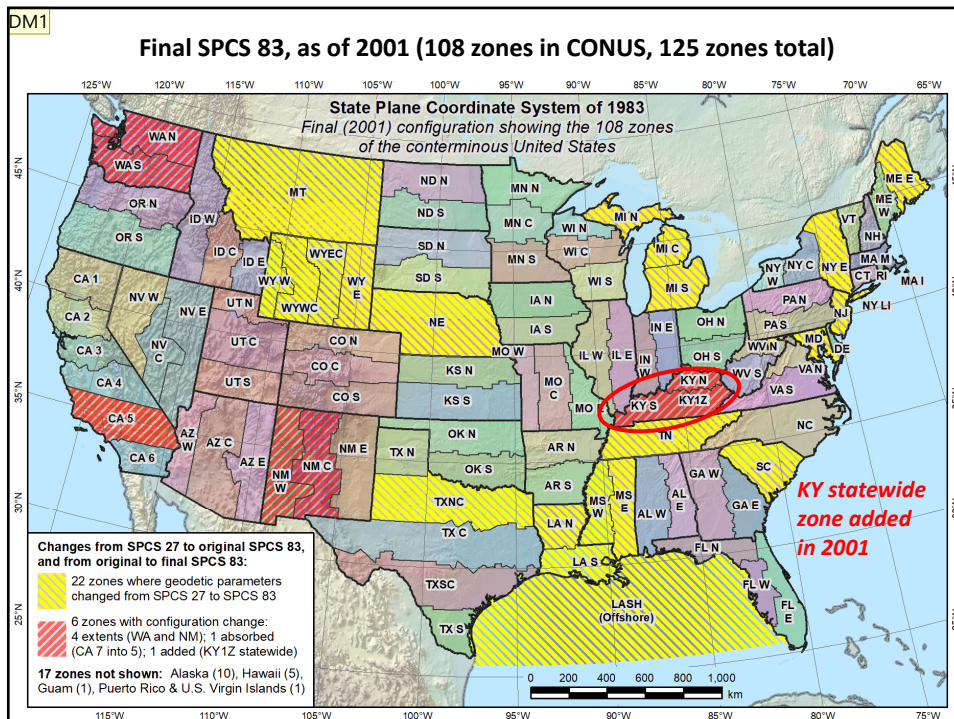 DM1
Final SPCS 83, as of 2001 (108 zones in CONUS, 125 zones total)
125°W 120°W 115°W 110°W 105°W 100°W 95°W 90°W 85°W 80°W 75°W 70°W 65°W
State Plane Coordinate System of 1983
Final (2001) configuration showing the 108 zones
of the conterminous United States
45°N
40°N
35°N
30°N
25°N
WA N
WA S
OR N
OR S
ID W
ID C
ID E
MT
WY W
WYWC
WYEC
WY E
ND N
ND S
SD N
SD S
NE
MN N
MN C
MN S
WI N
WI C
WI S
MI N
MI C
MI S
CA 1
CA 2
CA 3
CA 4
CA 5
CA 6
NV W
NV C
NV E
UT N
UT C
UT S
CO N
CO C
CO S
KS N
KS S
IA N
IA S
MO W
MO C
MO
IL W
IL E
IN W
IN E
OH N
OH S
KY N
KY S
KY1Z
TN
AZ W
AZ C
AZ E
NM W
NM C
NM E
TX N
TXNC
TX C
TXSC
TX S
OK N
OK S
AR N
AR S
LA N
LA S
LASH
(Offshore)
MS W
MS E
AL W
AL E
GA W
GA E
FL N
FL W
FL E
SC
NC
VA N
VA S
WV N
WV S
PA N
PA S
MD
DE
NJ
NY W
NY C
NY E
NY LI
CT
RI
MA M
MA I
VT
NH
ME W
ME E
KY statewide
zone added
in 2001
Changes from SPCS 27 to original SPCS 83,
and from original to final SPCS 83:
22 zones where geodetic parameters
changed from SPCS 27 to SPCS 83
6 zones with configuration change:
4 extents (WA and NM); 1 absorbed
(CA 7 into 5); 1 added (KY1Z statewide)
17 zones not shown: Alaska (10), Hawaii (5),
Guam (1), Puerto Rico & U.S. Virgin Islands (1)
0 200 400 600 800 1,000
km
115°W 110°W 105°W 100°W 95°W 90°W 85°W 80°W 75°W